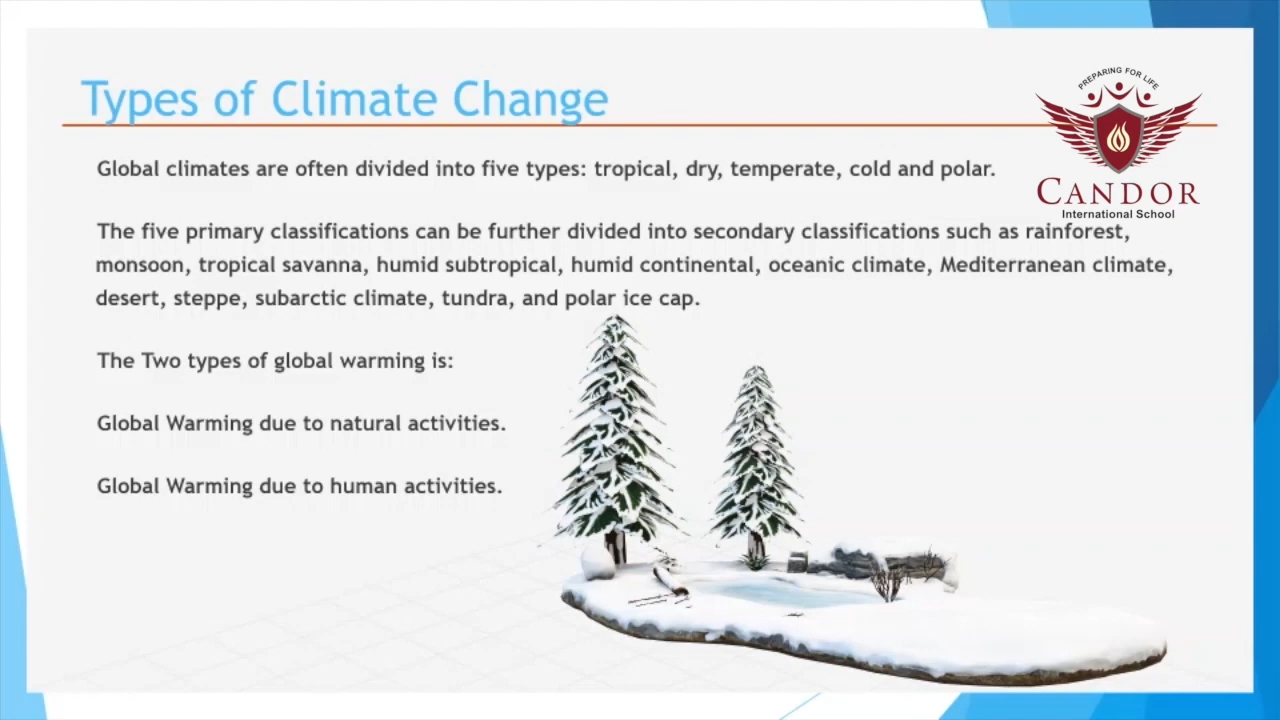 Types of Climate Change
PREPARING FOR LIFE
CANDOR
International School
Global climates are often divided into five types: tropical, dry, temperate, cold and polar.
The five primary classifications can be further divided into secondary classifications such as rainforest,
monsoon, tropical savanna, humid subtropical, humid continental, oceanic climate, Mediterranean climate,
desert, steppe, subarctic climate, tundra, and polar ice cap.
The Two types of global warming is:
Global Warming due to natural activities.
Global Warming due to human activities.